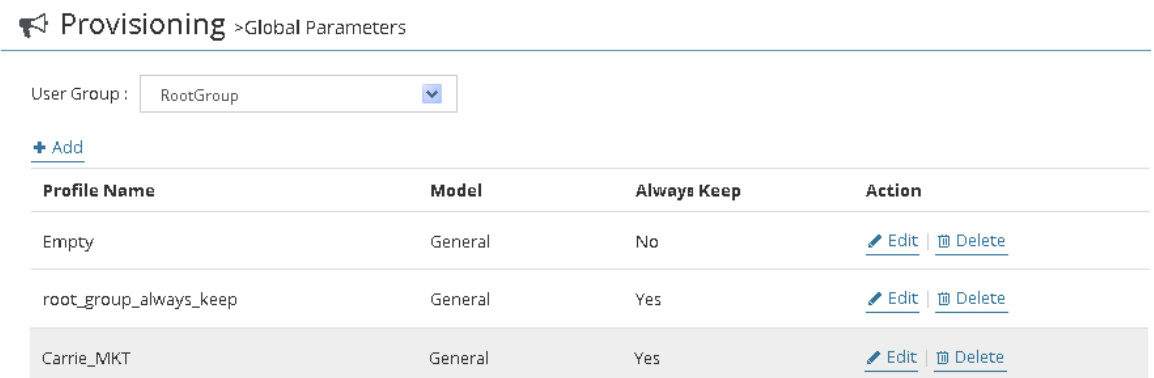 Provisioning >Global Parameters
User Group : RootGroup
Add
Profile Name Model Always Keep Action
Empty General No Edit | Delete
root_group_always_keep General Yes Edit | Delete
Carrie_MKT General Yes Edit | Delete